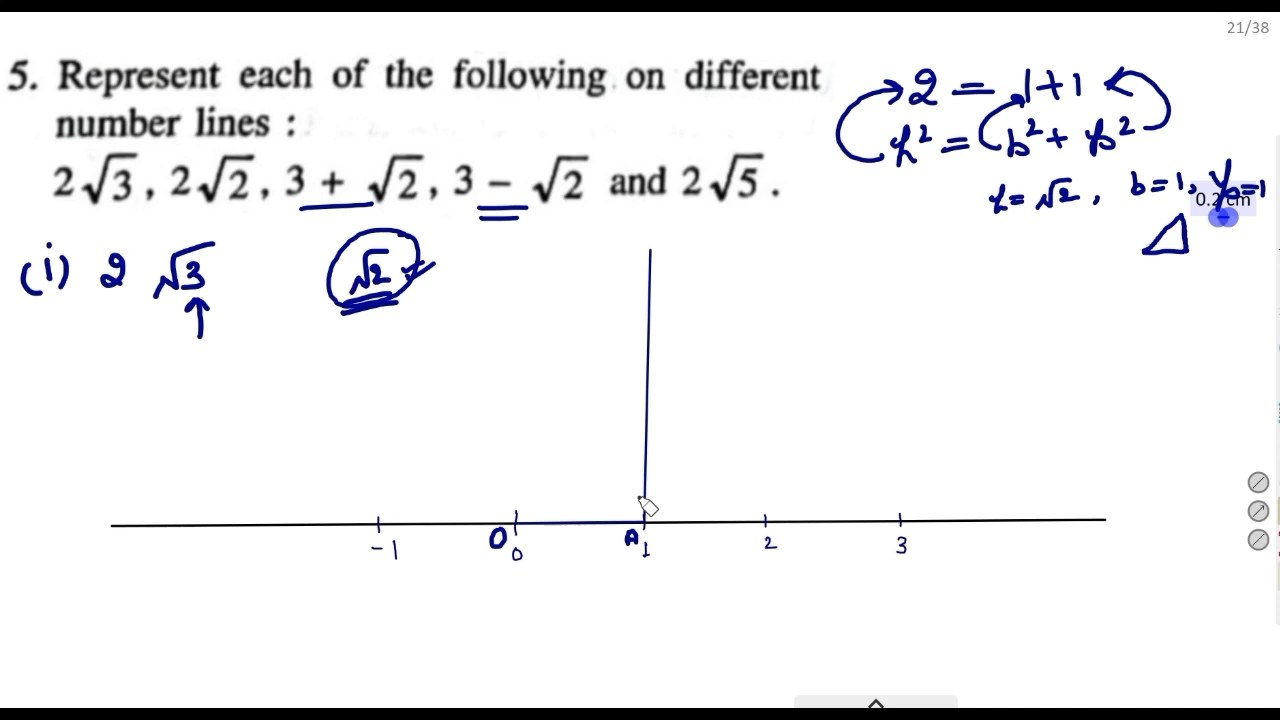 21/38
5. Represent each of the following on different
number lines :
2√3, 2√2, 3 + √2, 3 − √2 and 2√5.
2 = 1+1
h² = b² + p²
h = √2, b=1, p=1
0.2 cm
(i) 2 √3 √2
O A
-1 0 1 2 3